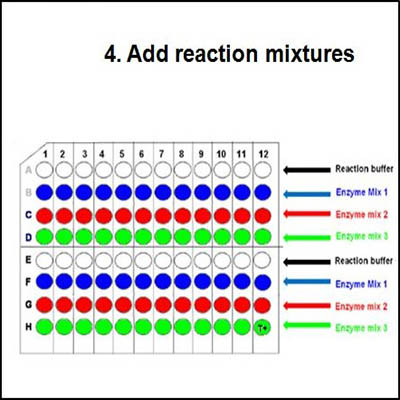 4. Add reaction mixtures
1 2 3 4 5 6 7 8 9 10 11 12
A Reaction buffer
B Enzyme Mix 1
C Enzyme mix 2
D Enzyme mix 3
E Reaction buffer
F Enzyme Mix 1
G Enzyme mix 2
H T+ Enzyme mix 3